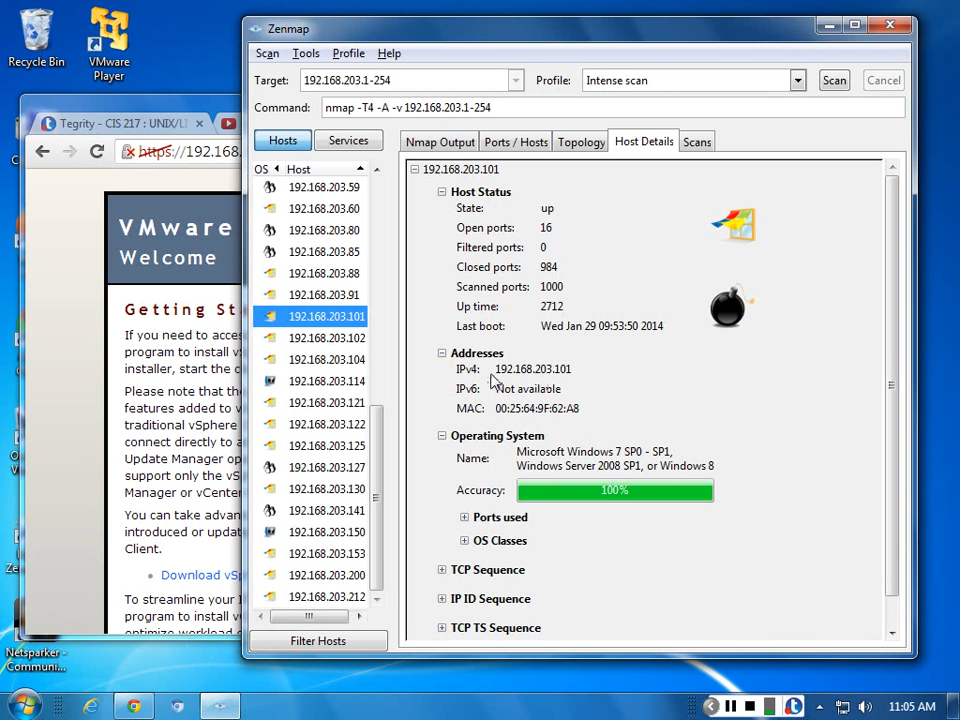 Recycle Bin
VMware
Player
Tegrity - CIS 217 : UNIX/LI
https://192.168.
VMware
Welcome
Getting St
If you need to acces
program to install vS
installer, start the d
Please note that the
features added to v
traditional vSphere
connect directly to a
Update Manager op
support only the vS
Manager or vCenter
You can take advan
introduced or updat
Client.
Download vSp
To streamline your I
program to install v
optimize workload
Netsparker -
Communi...
Zenmap
Scan Tools Profile Help
Target: 192.168.203.1-254 Profile: Intense scan Scan Cancel
Command: nmap -T4 -A -v 192.168.203.1-254
Hosts Services
OS Host
192.168.203.59
192.168.203.60
192.168.203.80
192.168.203.85
192.168.203.88
192.168.203.91
192.168.203.101
192.168.203.102
192.168.203.104
192.168.203.114
192.168.203.121
192.168.203.122
192.168.203.125
192.168.203.127
192.168.203.130
192.168.203.141
192.168.203.150
192.168.203.153
192.168.203.200
192.168.203.212
Filter Hosts
Nmap Output Ports / Hosts Topology Host Details Scans
192.168.203.101
Host Status
State: up
Open ports: 16
Filtered ports: 0
Closed ports: 984
Scanned ports: 1000
Up time: 2712
Last boot: Wed Jan 29 09:53:50 2014
Addresses
IPv4: 192.168.203.101
IPv6: Not available
MAC: 00:25:64:9F:62:A8
Operating System
Name: Microsoft Windows 7 SP0 - SP1,
Windows Server 2008 SP1, or Windows 8
Accuracy: 100%
Ports used
OS Classes
TCP Sequence
IP ID Sequence
TCP TS Sequence
11:05 AM